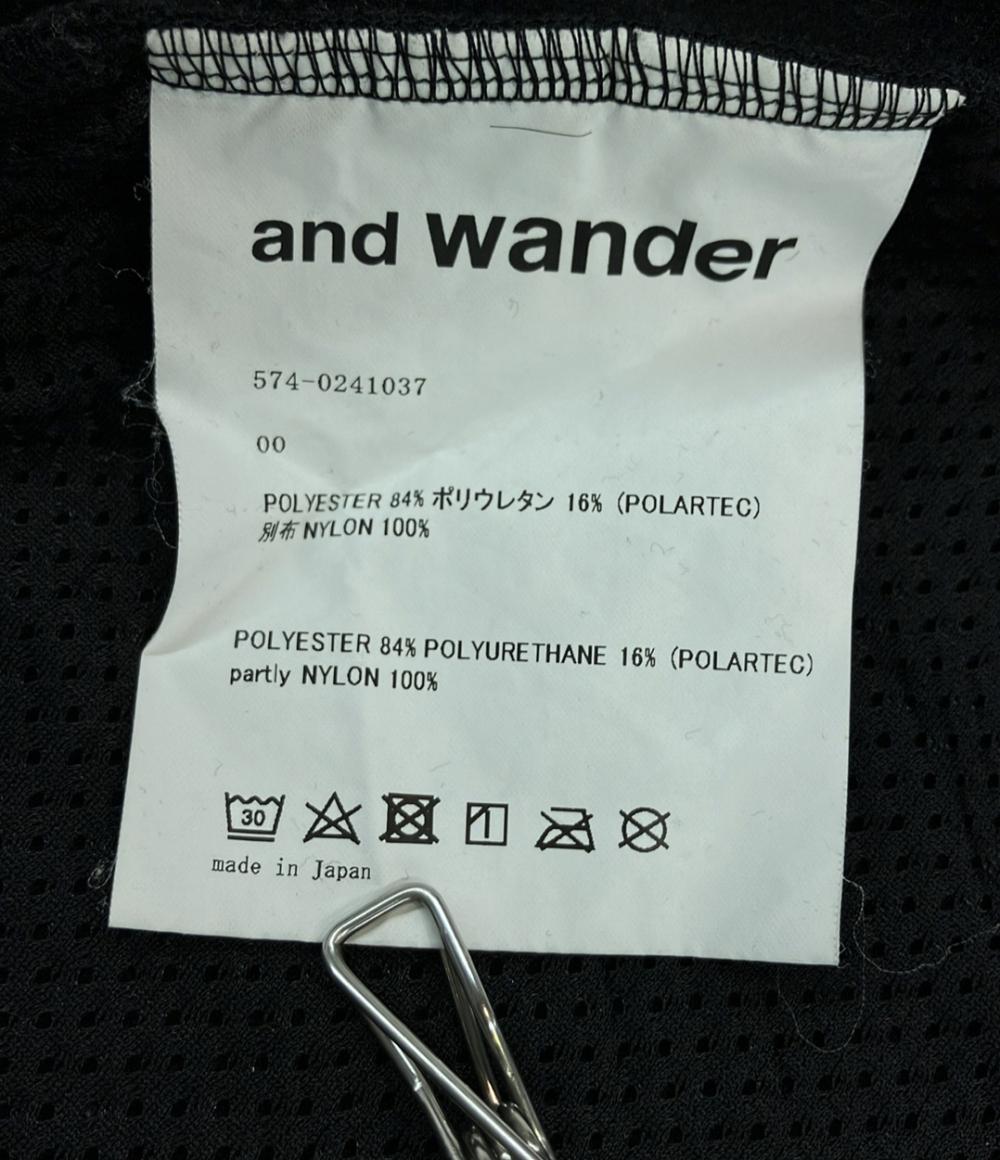 and wander
574-0241037
00
POLYESTER 84% ポリウレタン 16% (POLARTEC)
別布 NYLON 100%
POLYESTER 84% POLYURETHANE 16% (POLARTEC)
partly NYLON 100%
30
made in Japan